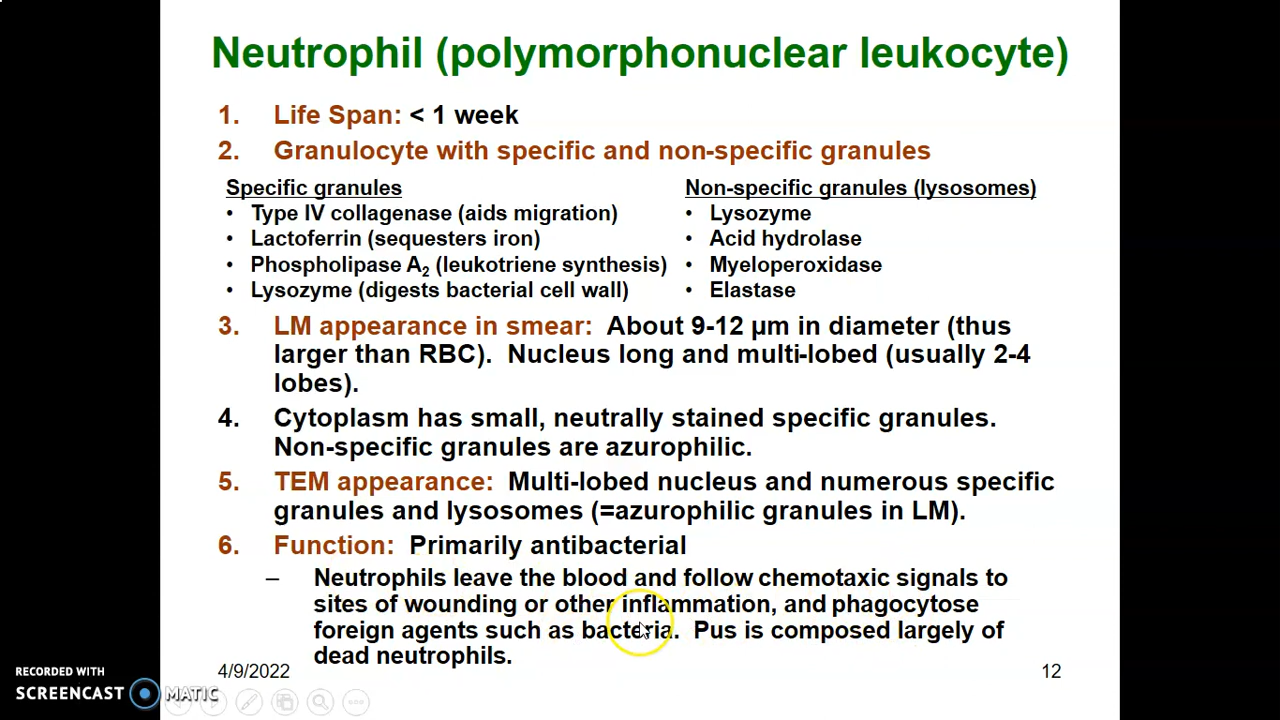 Neutrophil (polymorphonuclear leukocyte)
1. Life Span: < 1 week
2. Granulocyte with specific and non-specific granules
Specific granules
• Type IV collagenase (aids migration)
• Lactoferrin (sequesters iron)
• Phospholipase A₂ (leukotriene synthesis)
• Lysozyme (digests bacterial cell wall)
Non-specific granules (lysosomes)
• Lysozyme
• Acid hydrolase
• Myeloperoxidase
• Elastase
3. LM appearance in smear: About 9-12 µm in diameter (thus
larger than RBC). Nucleus long and multi-lobed (usually 2-4
lobes).
4. Cytoplasm has small, neutrally stained specific granules.
Non-specific granules are azurophilic.
5. TEM appearance: Multi-lobed nucleus and numerous specific
granules and lysosomes (=azurophilic granules in LM).
6. Function: Primarily antibacterial
– Neutrophils leave the blood and follow chemotaxic signals to
sites of wounding or other inflammation, and phagocytose
foreign agents such as bacteria. Pus is composed largely of
dead neutrophils.
4/9/2022
12
RECORDED WITH
SCREENCAST MATIC